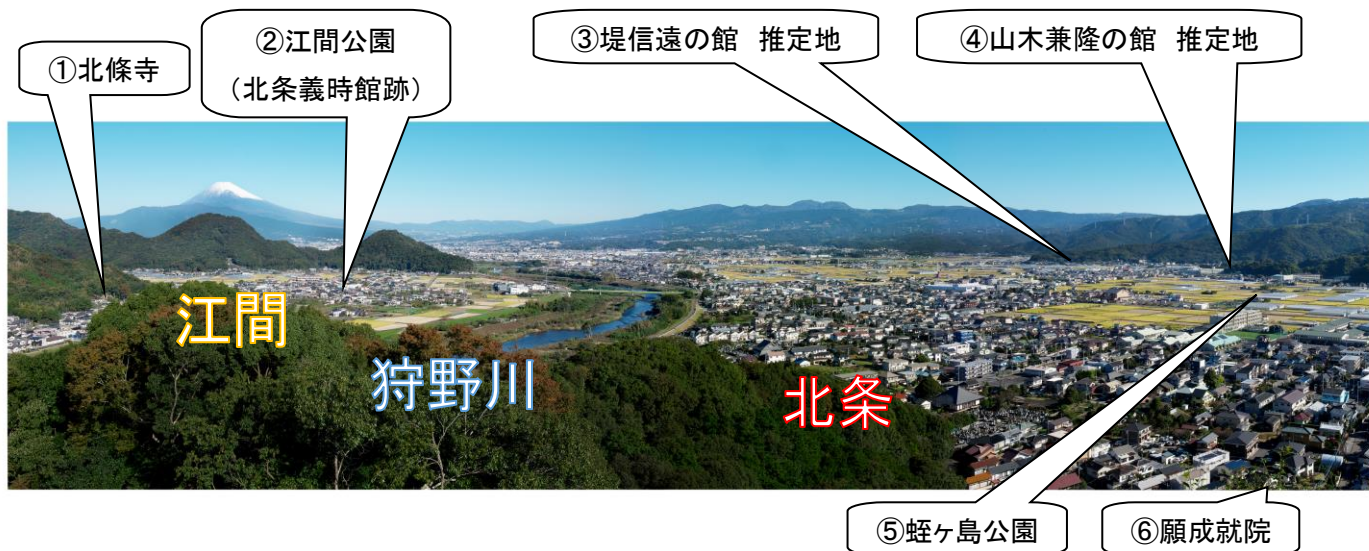 ①北條寺
②江間公園
（北条義時館跡）
③堤信遠の館　推定地
④山木兼隆の館　推定地
江間
狩野川
北条
⑤蛭ヶ島公園
⑥願成就院